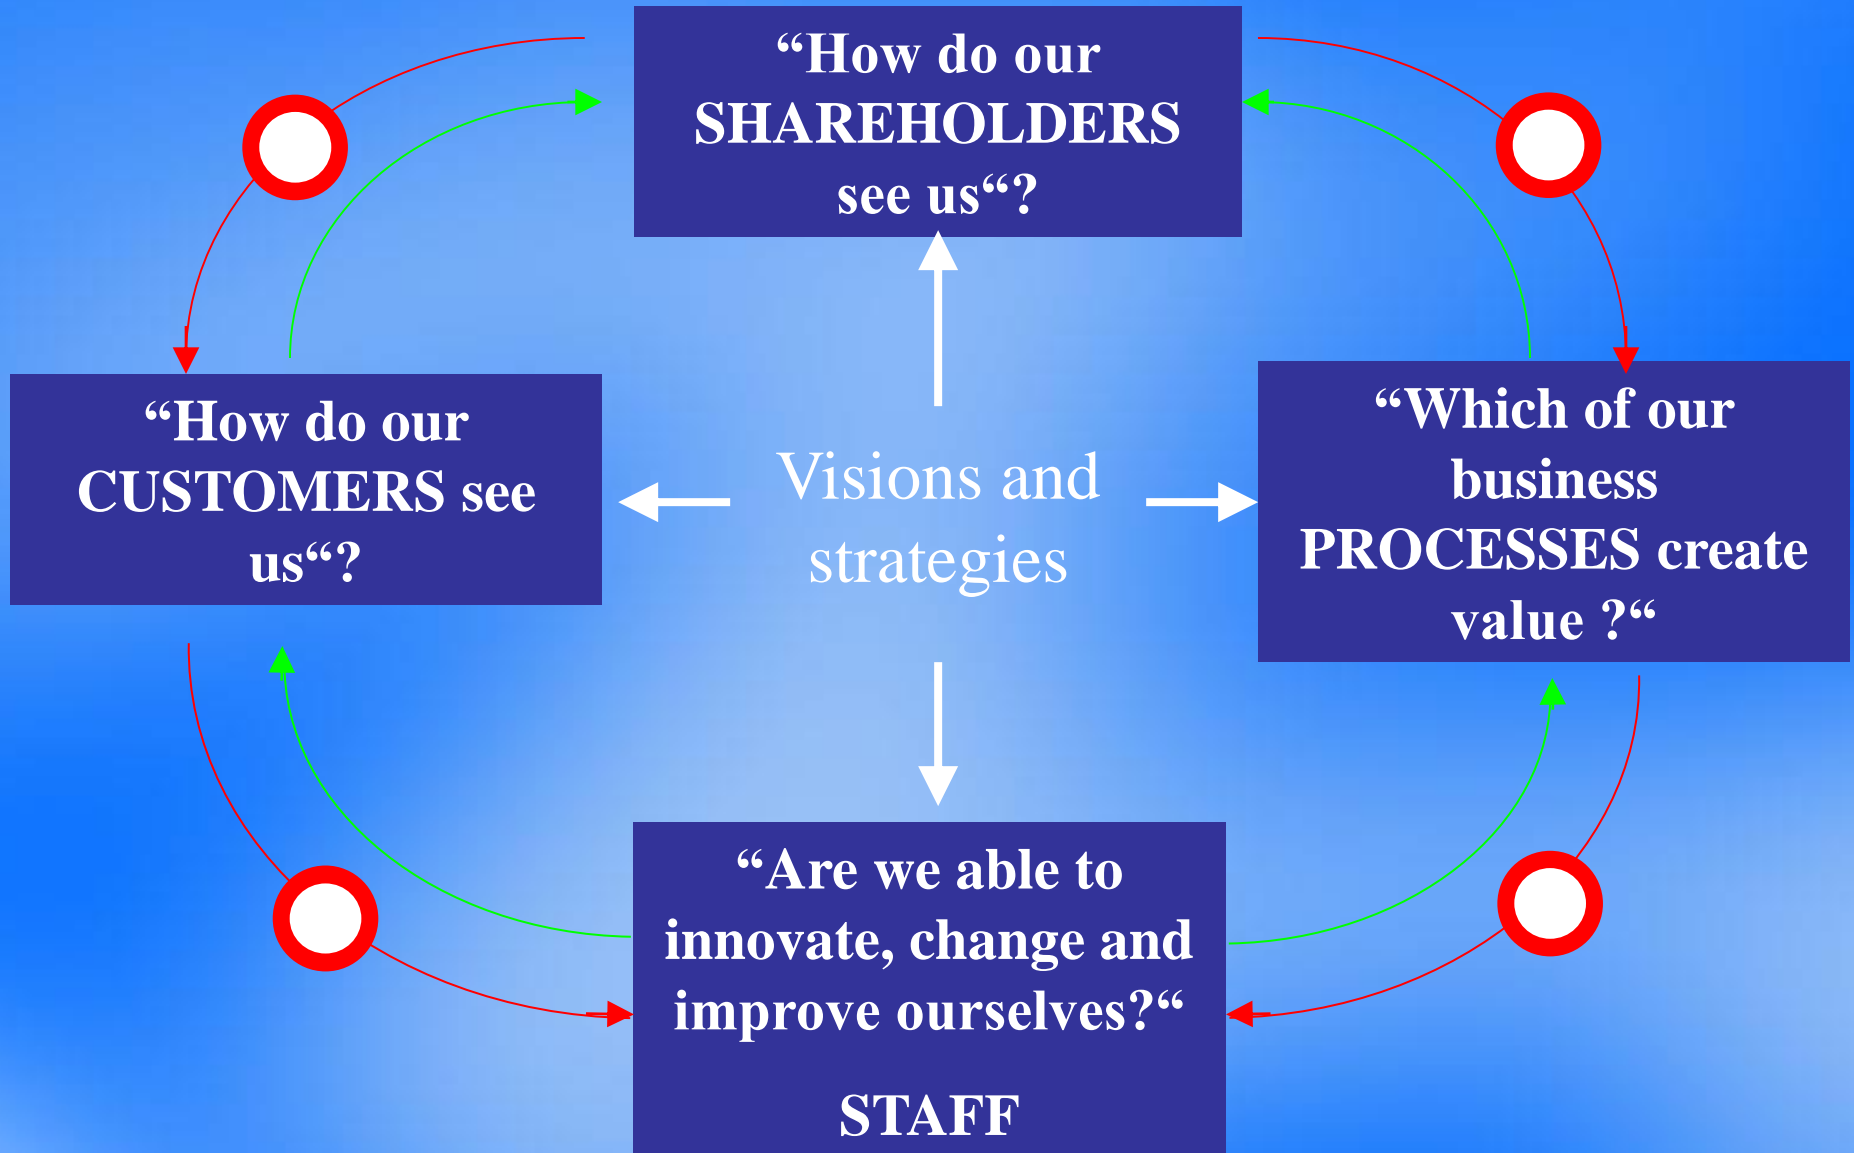 “How do our
SHAREHOLDERS
see us“?
“How do our
CUSTOMERS see
us“?
Visions and
strategies
“Which of our
business
PROCESSES create
value ?“
“Are we able to
innovate, change and
improve ourselves?“
STAFF